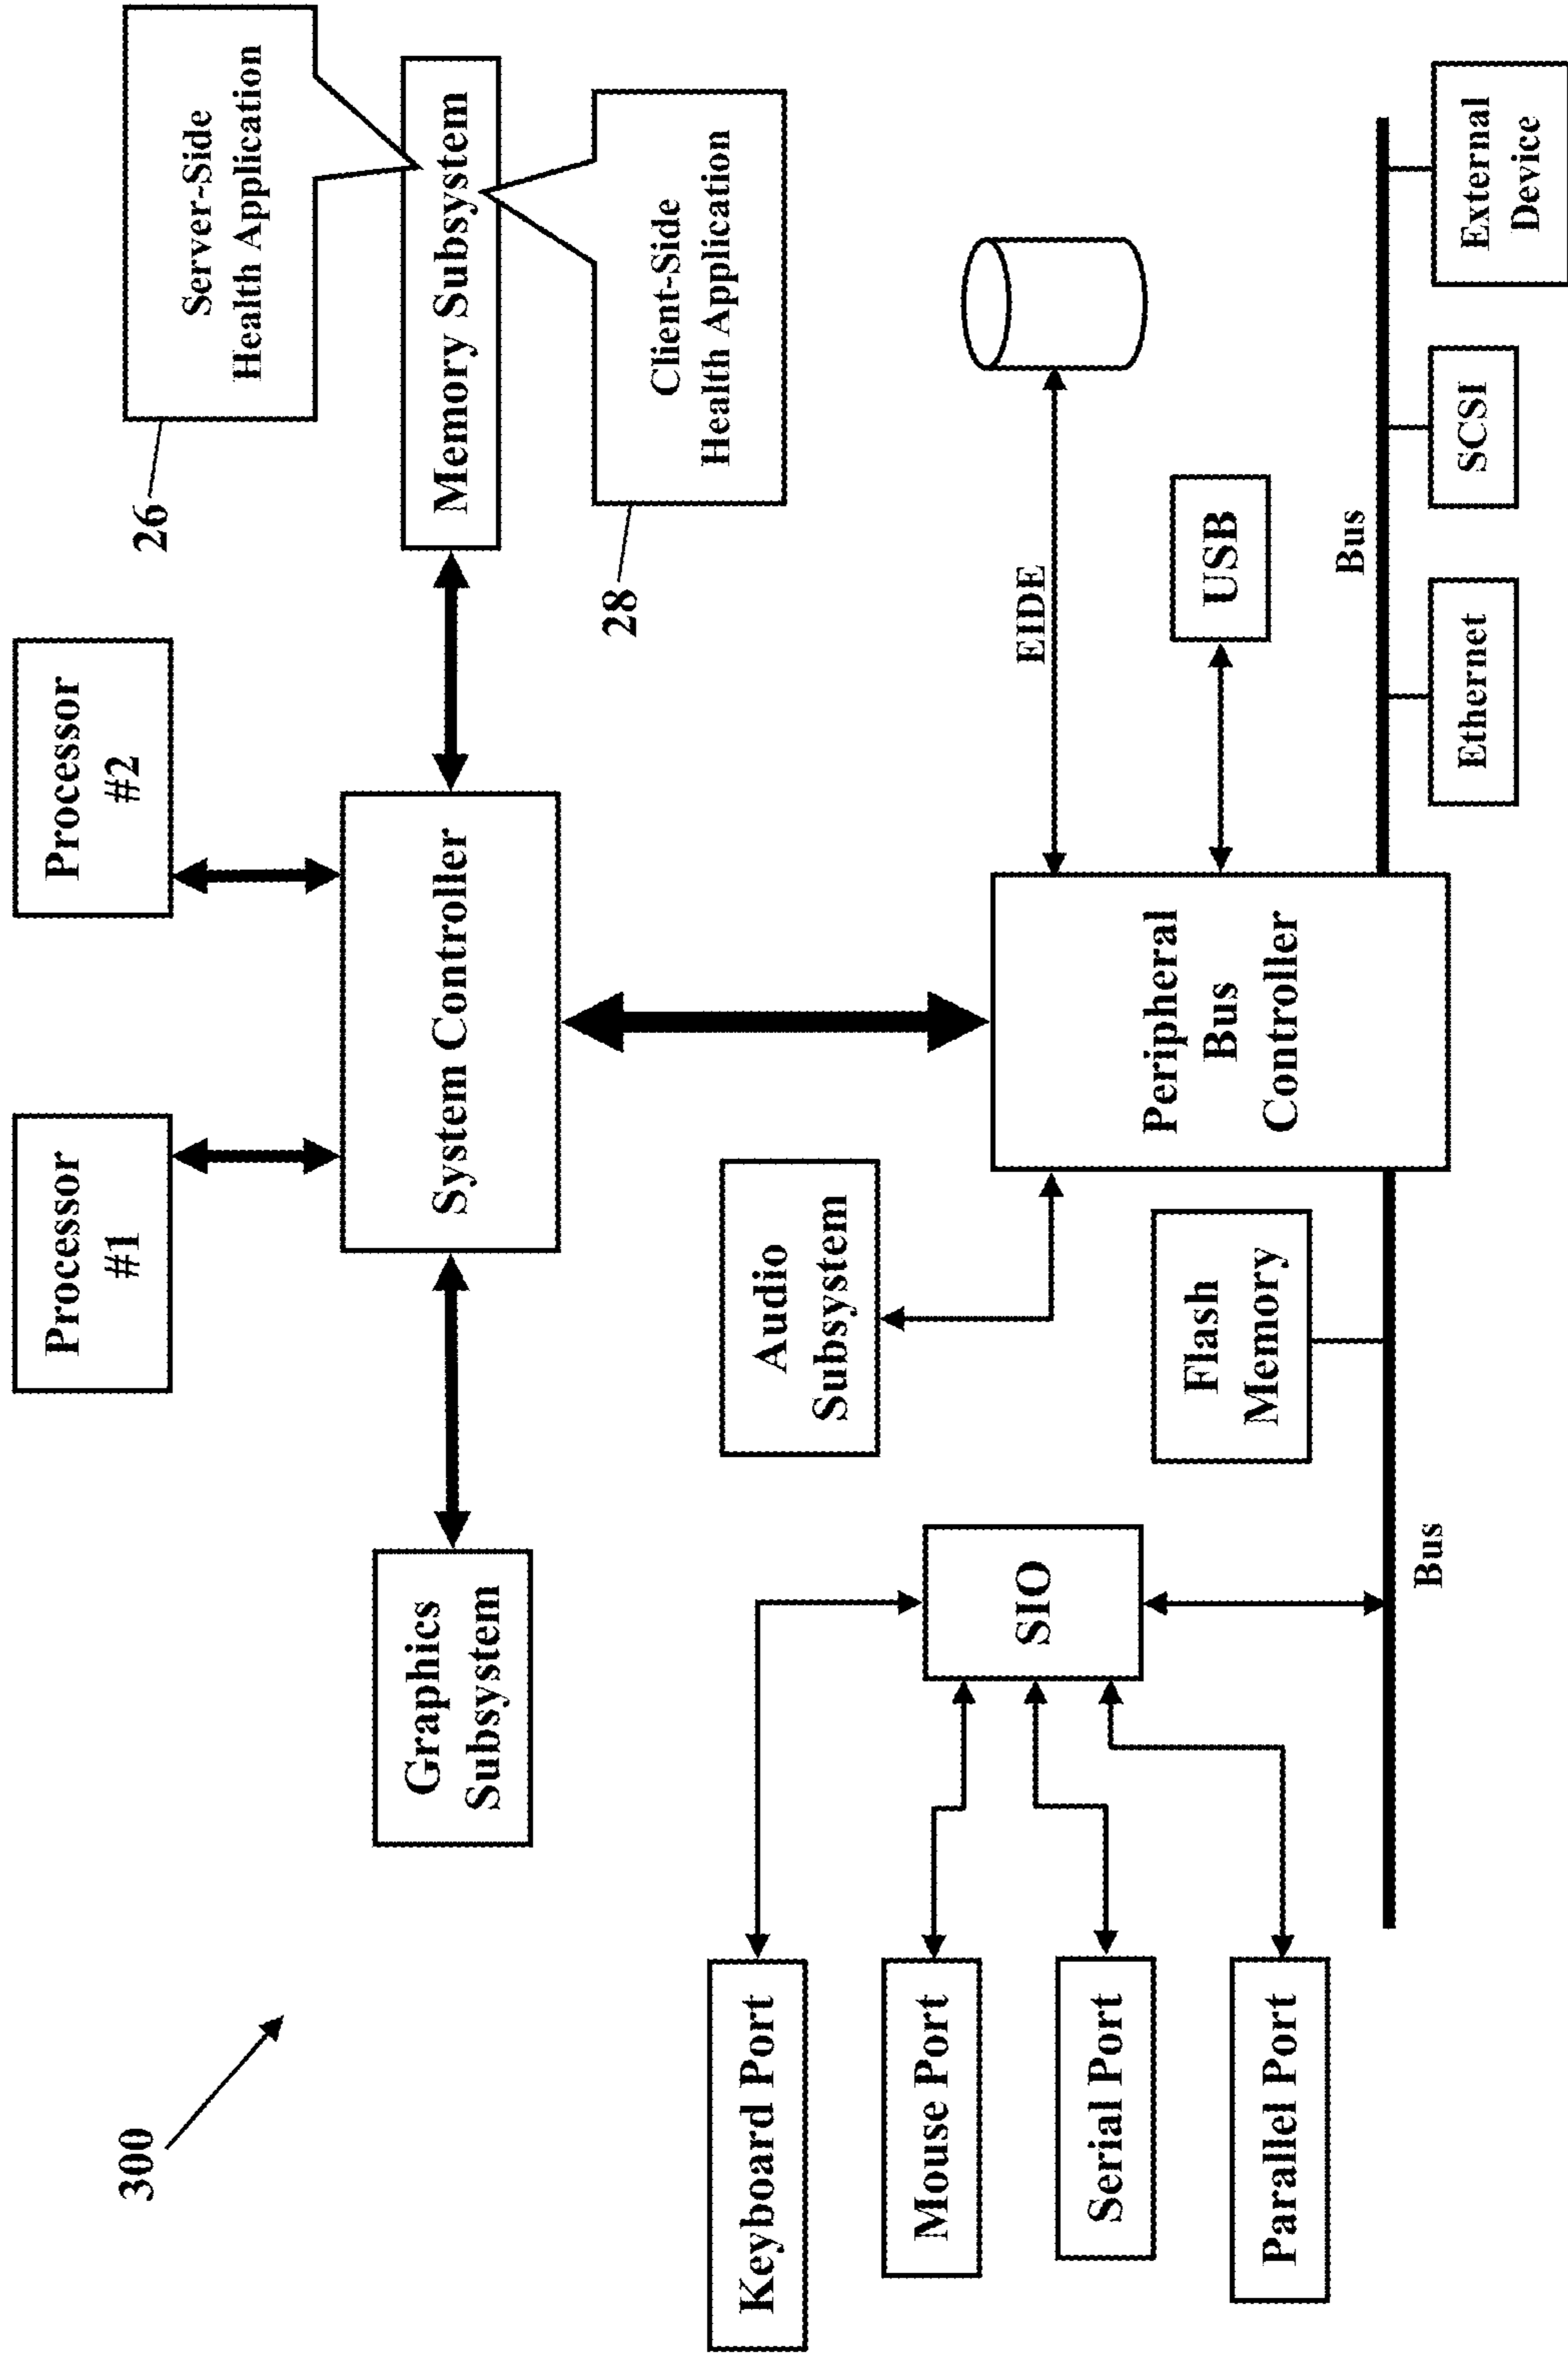 300
Processor
#1
Processor
#2
26
Server-Side
Health Application
Graphics
Subsystem
System Controller
Memory Subsystem
28
Client-Side
Health Application
Keyboard Port
Mouse Port
Serial Port
Parallel Port
SIO
Audio
Subsystem
Flash
Memory
Bus
Peripheral
Bus
Controller
EIDE
USB
Bus
Ethernet
SCSI
External
Device